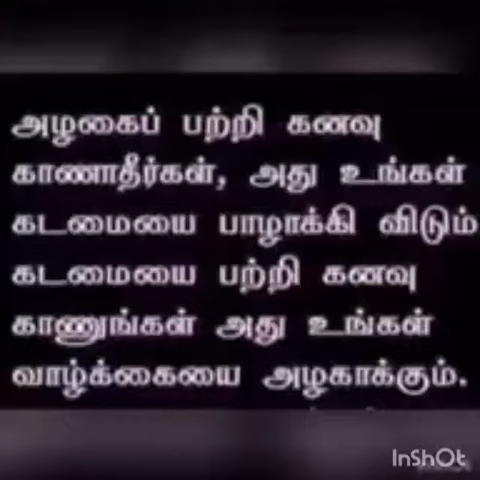 அழகைப் பற்றி கனவு
காணாதீர்கள், அது உங்கள்
கடமையை பாழாக்கி விடும்
கடமையை பற்றி கனவு
காணுங்கள் அது உங்கள்
வாழ்க்கையை அழகாக்கும்.
InShOt